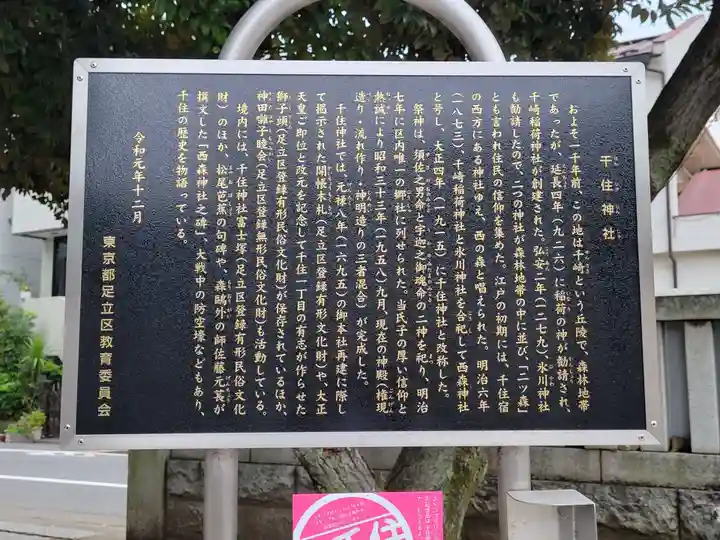 千住神社
およそ一千年前、この地は千崎という丘陵で、森林地帯
であったが、延長四年(九二六)に稲荷の神が勧請され、
千崎稲荷神社が創建された。弘安二年(一二七九)、氷川神社
も勧請したので、二つの神社が森林地帯の中に並び、「二ッ森」
とも言われ住民の信仰を集めた。江戸の初期には、千住宿
の西方にある神社ゆえ、西の森と唱えられた。明治六年
(一八七三)、千崎稲荷神社と氷川神社を合祀して西森神社
と号し、大正四年(一九一五)に千住神社と改称した。
祭神は、須佐之男命と宇迦之御魂命の二神を祀り、明治
七年に区内唯一の郷社に列せられた。当氏子の厚い信仰と
熱誠により昭和三十三年(一九五八)九月、現在の神殿(権現
造り・流れ作り・神明造りの三者混合)が完成した。
千住神社では、元禄八年(一六九五)の御本社再建に際し
て掲示された開帳木札(足立区登録有形文化財)や、大正
天皇ご即位と改元を記念して千住一丁目の有志が作らせた
獅子頭(足立区登録有形民俗文化財)が保存されているほか、
神田囃子睦会(足立区登録無形民俗文化財)も活動している。
境内には、千住神社富士塚(足立区登録有形民俗文化
財)のほか、松尾芭蕉の句碑や、森鴎外の師佐藤元萇が
撰文した「西森神社之碑」、大戦中の防空壕などもあり、
千住の歴史を物語っている。
令和元年十二月
東京都足立区教育委員会